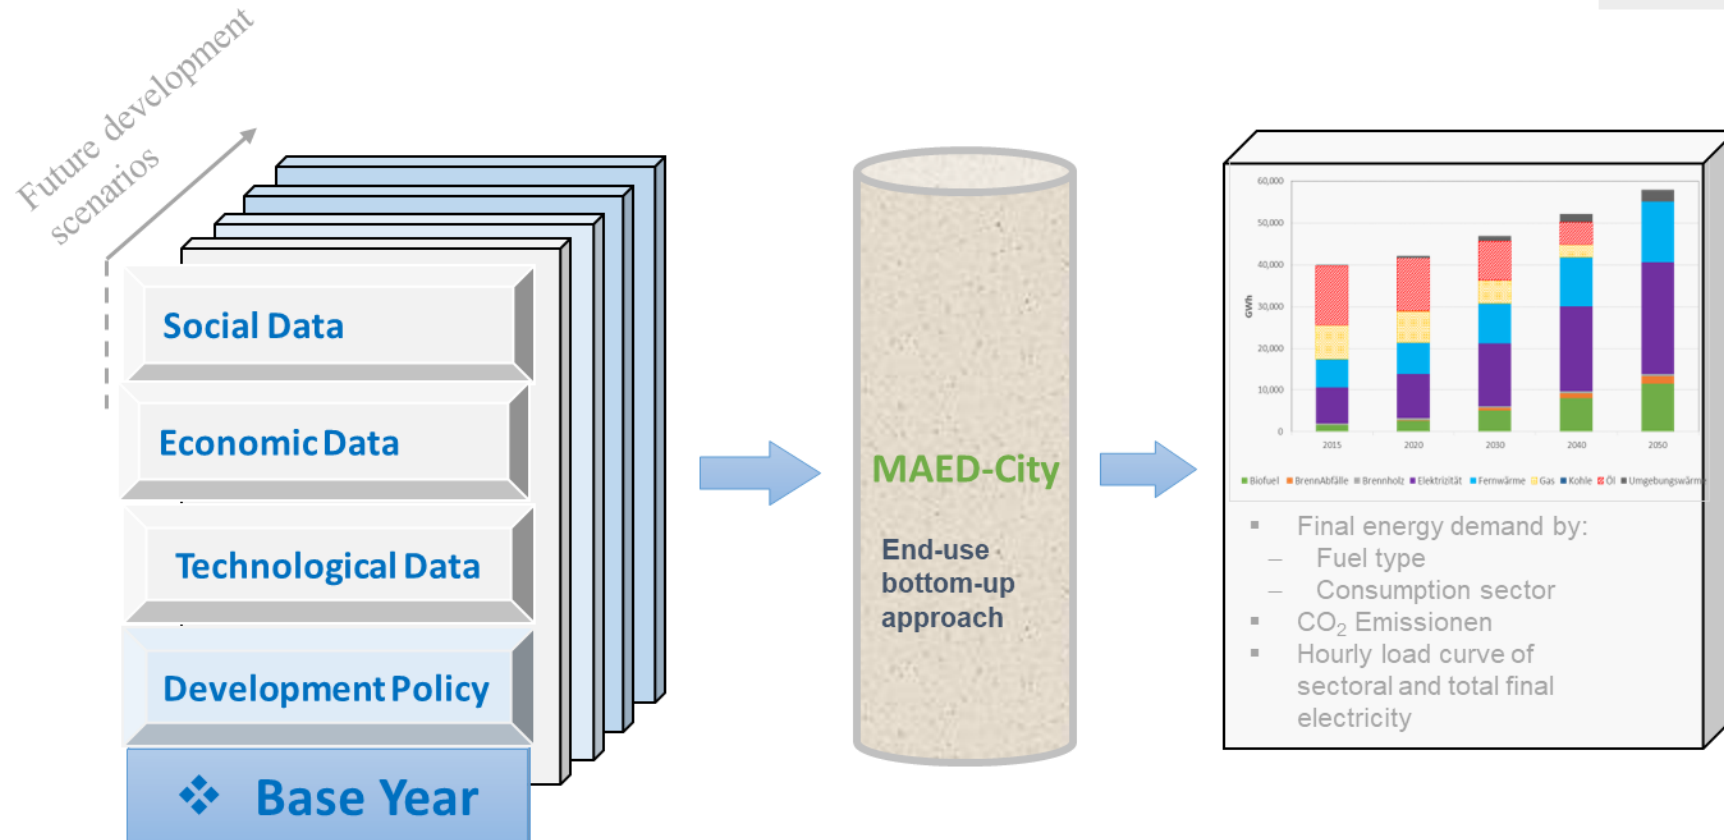 Future development
scenarios
Social Data
Economic Data
Technological Data
Development Policy
❖ Base Year
MAED-City
End-use
bottom-up
approach
60,000
50,000
40,000
30,000
20,000
10,000
0
GWh
2015 2020 2030 2040 2050
Biofuel BrennAbfälle Brennholz Elektrizität Fernwärme Gas Kohle Öl Umgebungswärme
▪ Final energy demand by:
– Fuel type
– Consumption sector
▪ CO₂ Emissionen
▪ Hourly load curve of
sectoral and total final
electricity